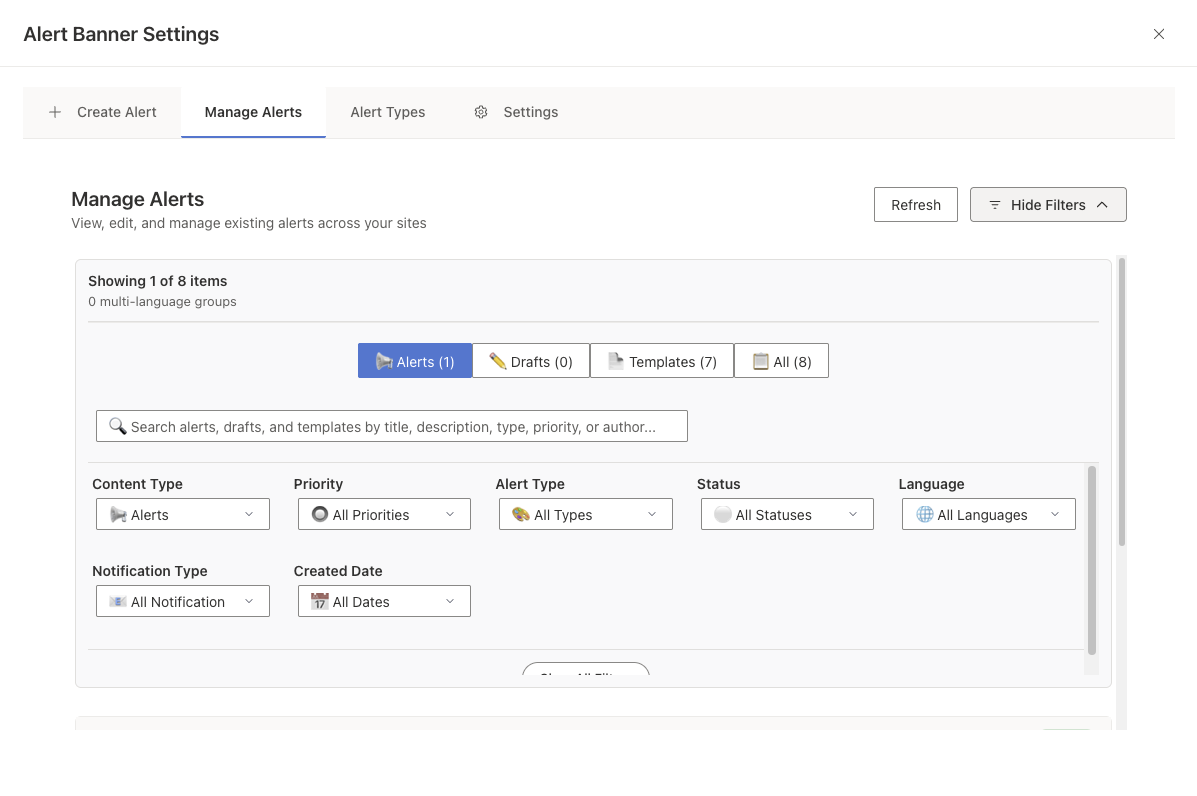 Alert Banner Settings
Create Alert
Manage Alerts
Alert Types
Settings
Manage Alerts
View, edit, and manage existing alerts across your sites
Refresh
Hide Filters
Showing 1 of 8 items
0 multi-language groups
Alerts (1)
Drafts (0)
Templates (7)
All (8)
Search alerts, drafts, and templates by title, description, type, priority, or author...
Content Type
Priority
Alert Type
Status
Language
Alerts
All Priorities
All Types
All Statuses
All Languages
Notification Type
Created Date
All Notification
17
All Dates